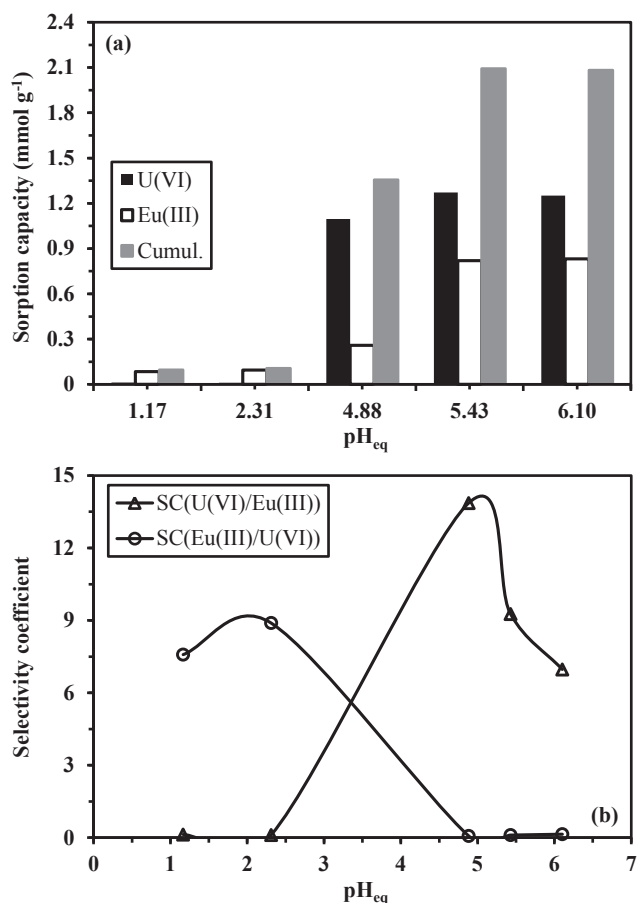 (a)
2.1
1.8
1.5
1.2
0.9
0.6
0.3
0
Sorption capacity (mmol g⁻¹)
U(VI)
Eu(III)
Cumul.
1.17 2.31 4.88 5.43 6.10
pHeq
15
12
9
6
3
0
Selectivity coefficient
SC(U(VI)/Eu(III))
SC(Eu(III)/U(VI))
(b)
0 1 2 3 4 5 6 7
pHeq